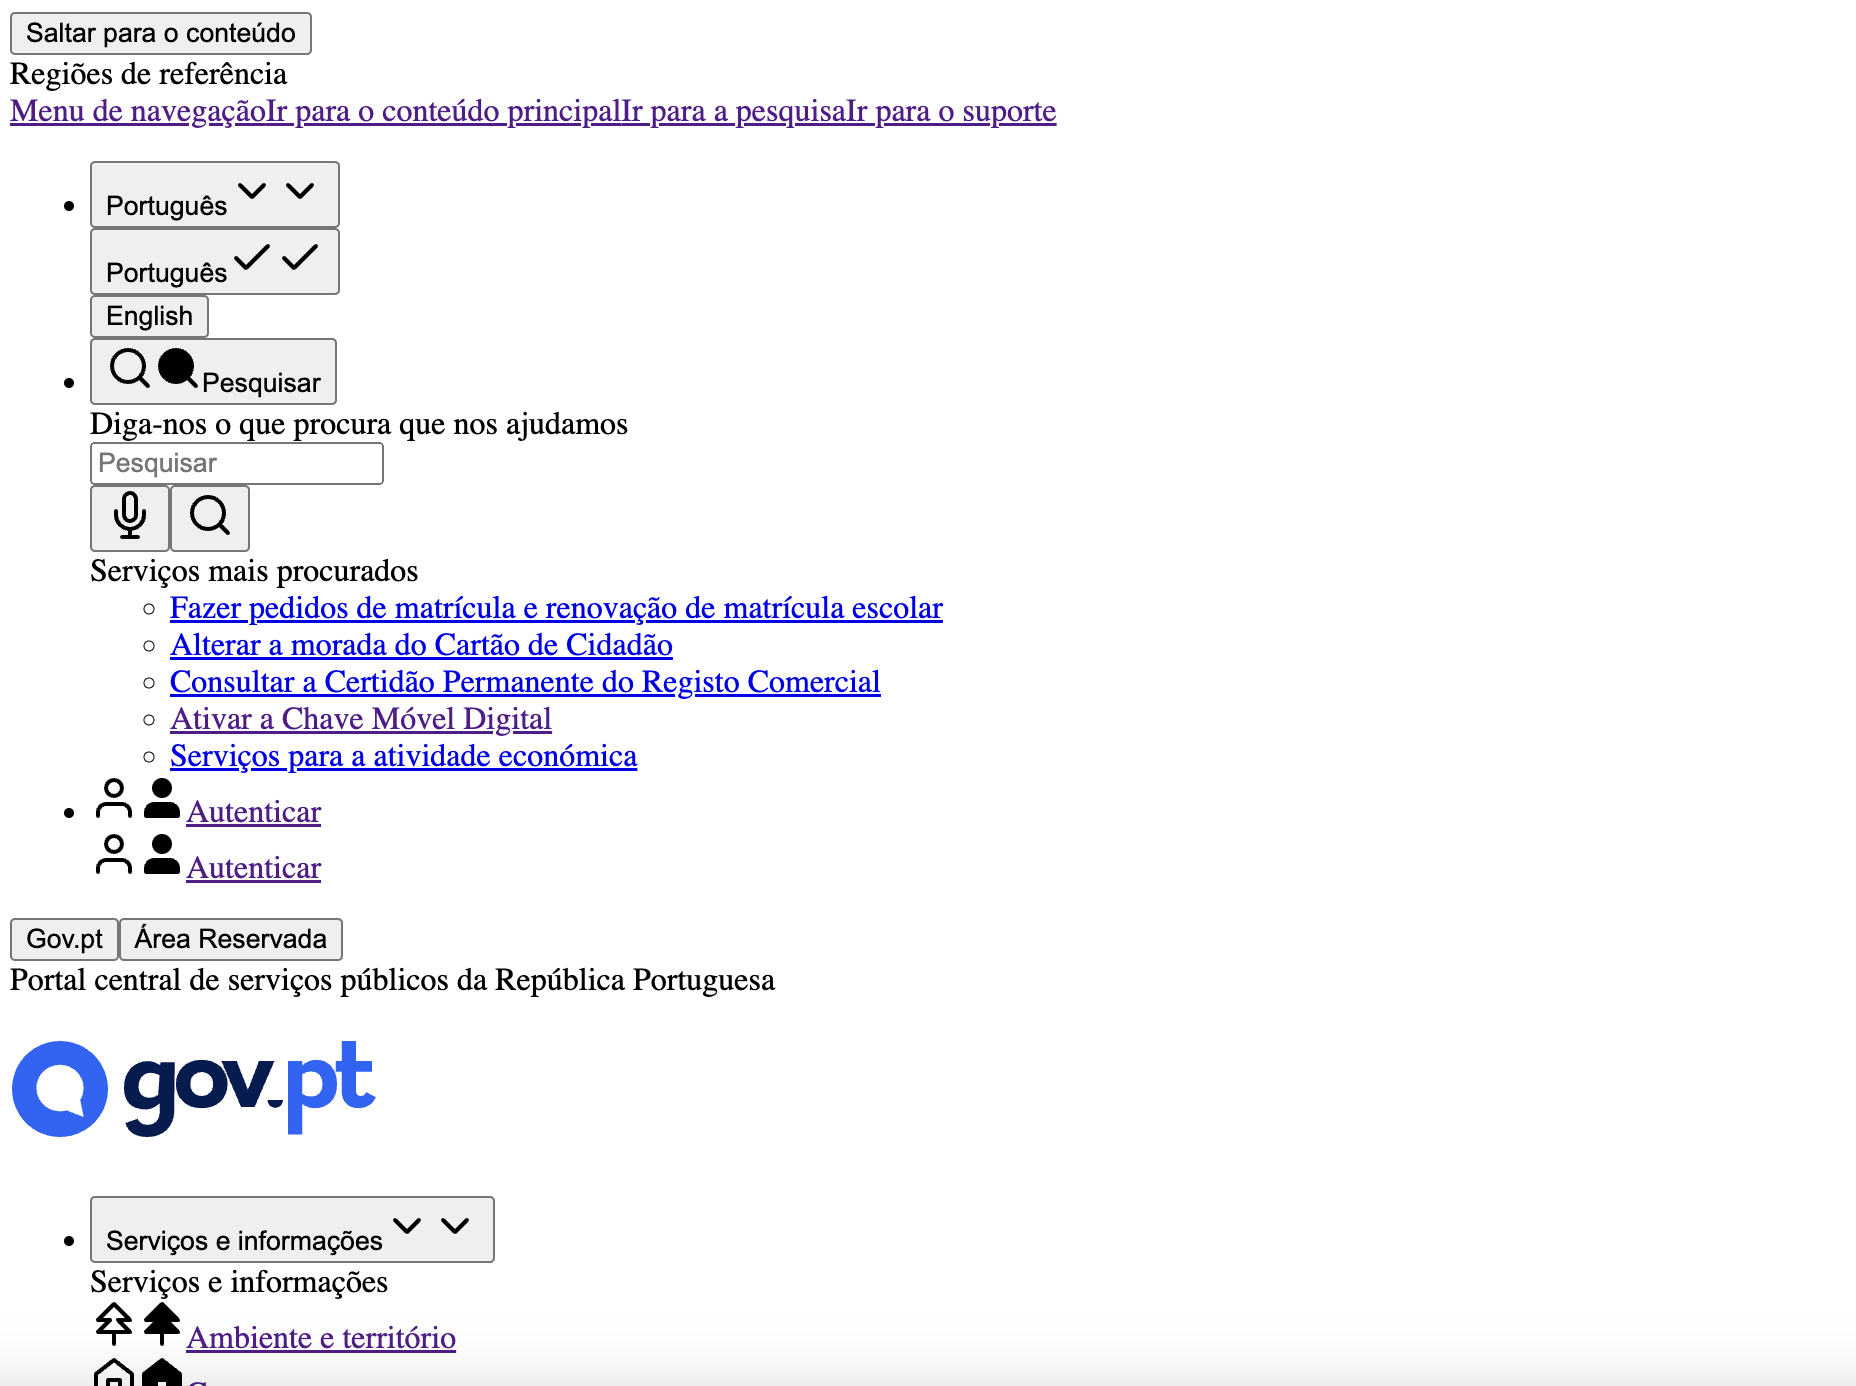 Saltar para o conteúdo
Regiões de referência
Menu de navegaçãoIr para o conteúdo principalIr para a pesquisaIr para o suporte
Português
Português
English
Pesquisar
Diga-nos o que procura que nos ajudamos
Pesquisar
Serviços mais procurados
Fazer pedidos de matrícula e renovação de matrícula escolar
Alterar a morada do Cartão de Cidadão
Consultar a Certidão Permanente do Registo Comercial
Ativar a Chave Móvel Digital
Serviços para a atividade económica
Autenticar
Autenticar
Gov.pt Área Reservada
Portal central de serviços públicos da República Portuguesa
gov.pt
Serviços e informações
Serviços e informações
Ambiente e território